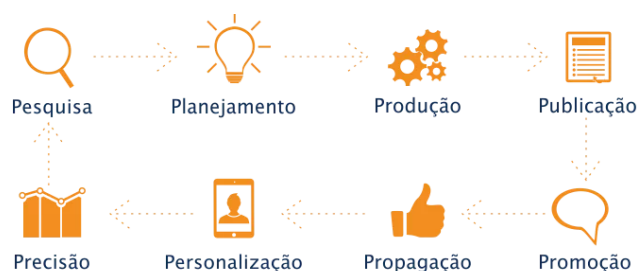 Pesquisa
Planejamento
Produção
Publicação
Precisão
Personalização
Propagação
Promoção